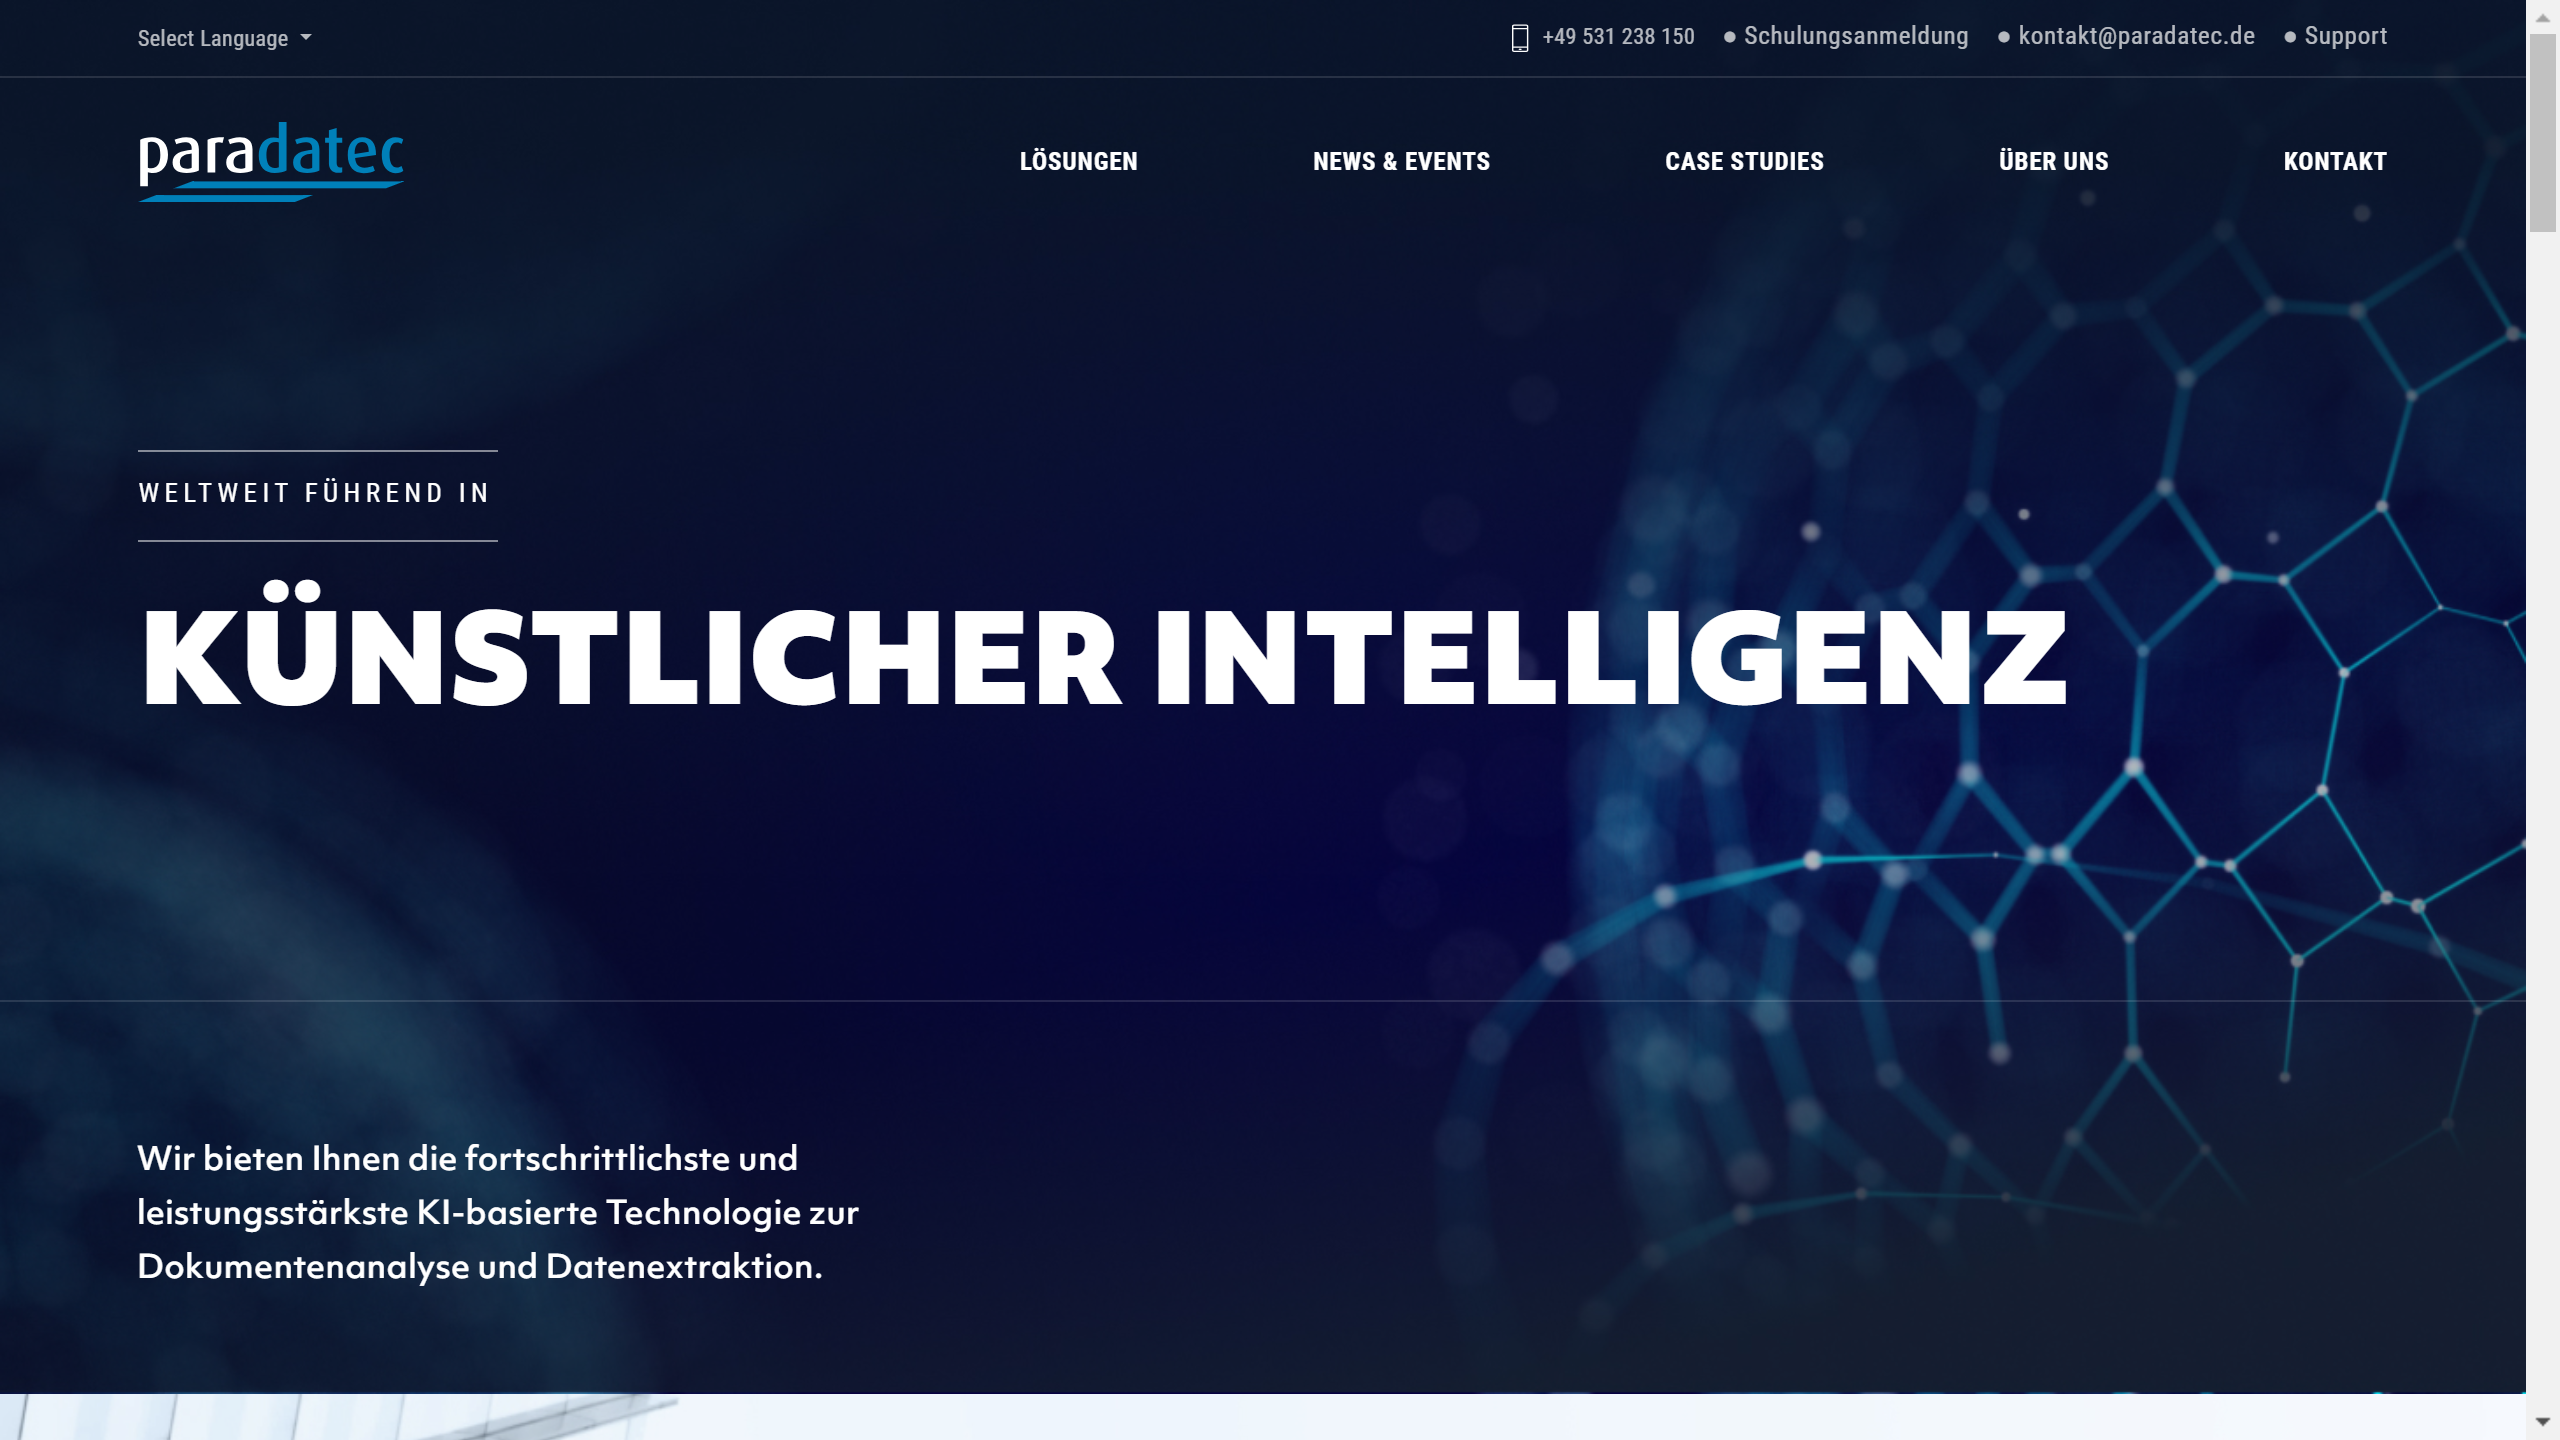 Select Language
+49 531 238 150
Schulungsanmeldung
kontakt@paradatec.de
Support
paradatec
LÖSUNGEN
NEWS & EVENTS
CASE STUDIES
ÜBER UNS
KONTAKT
WELTWEIT FÜHREND IN
KÜNSTLICHER INTELLIGENZ
Wir bieten Ihnen die fortschrittlichste und
leistungsstärkste KI-basierte Technologie zur
Dokumentenanalyse und Datenextraktion.